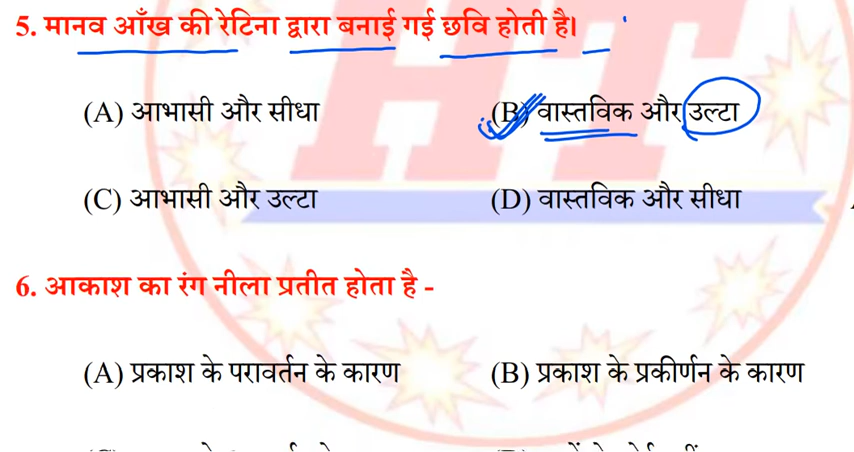 5. मानव आँख की रेटिना द्वारा बनाई गई छवि होती है।
(A) आभासी और सीधा (B) वास्तविक और उल्टा
(C) आभासी और उल्टा (D) वास्तविक और सीधा
6. आकाश का रंग नीला प्रतीत होता है -
(A) प्रकाश के परावर्तन के कारण (B) प्रकाश के प्रकीर्णन के कारण